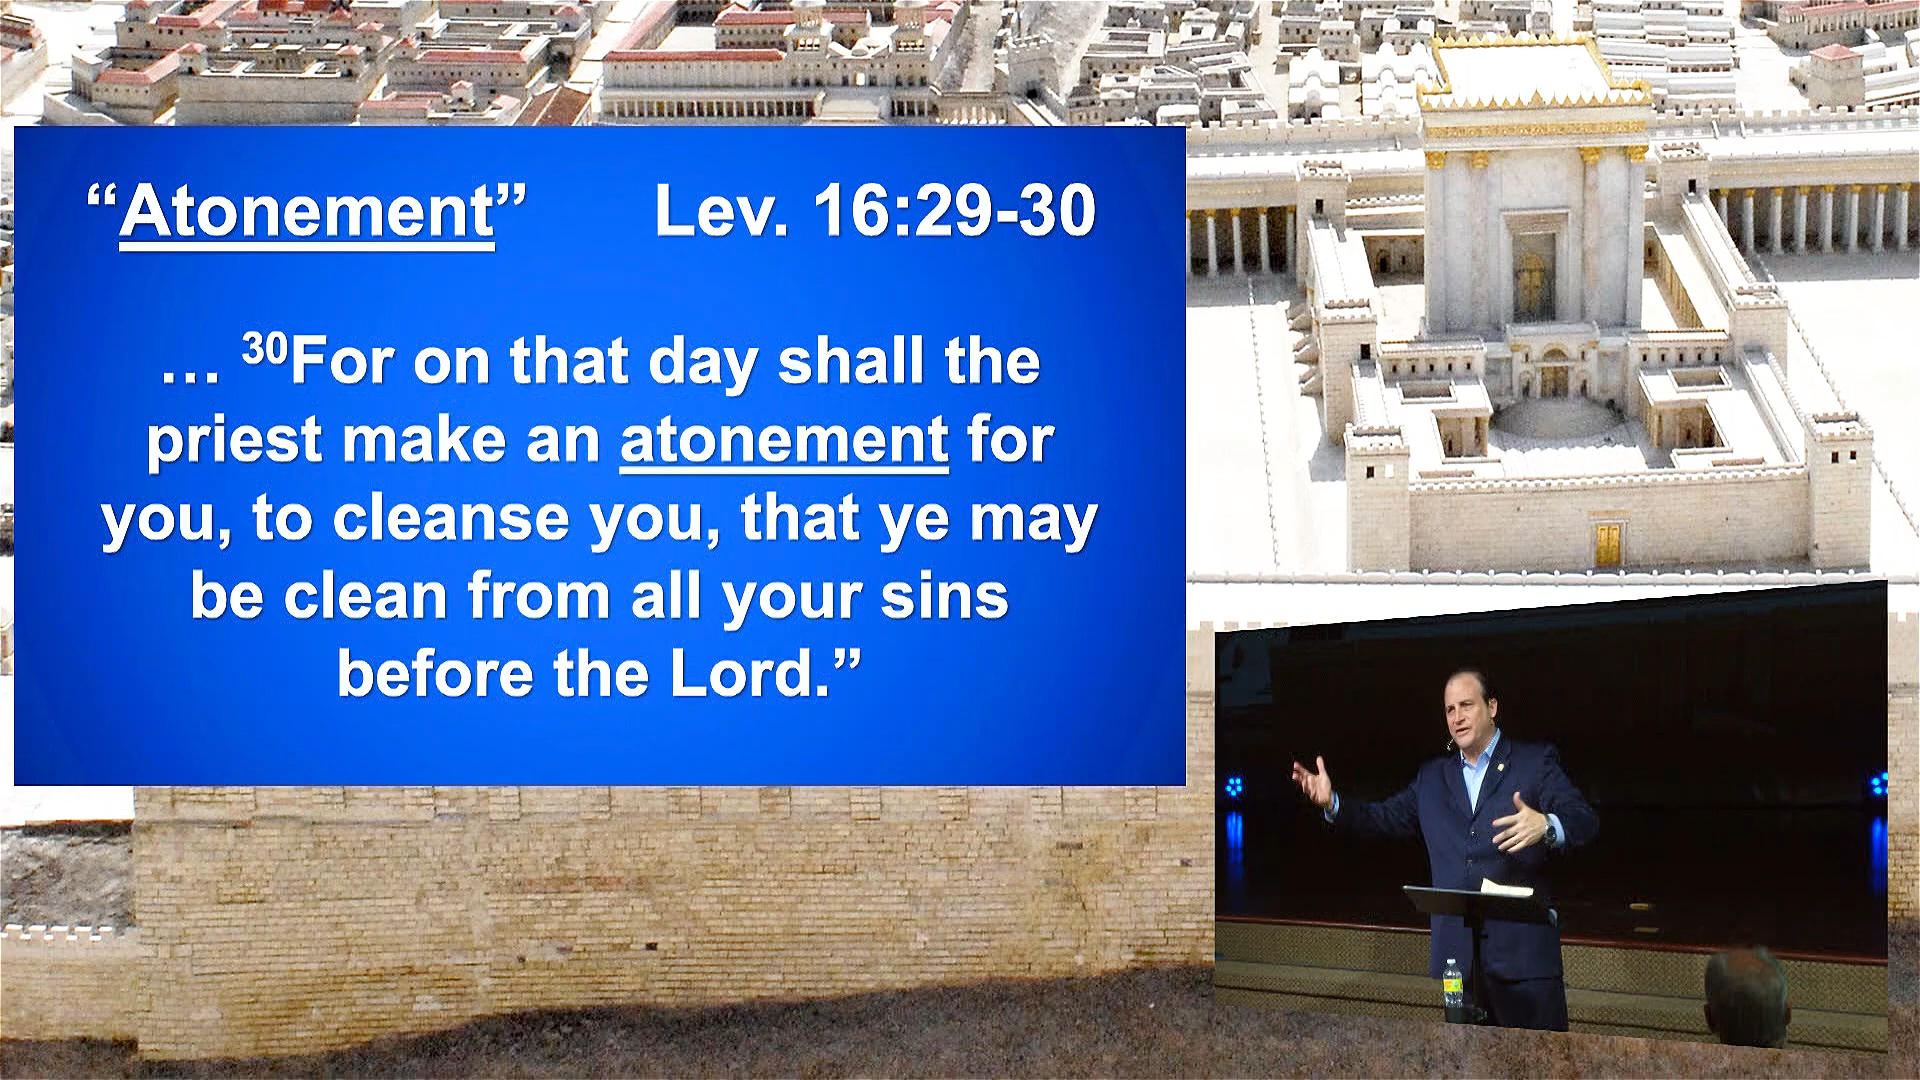 “Atonement” Lev. 16:29-30
… 30For on that day shall the
priest make an atonement for
you, to cleanse you, that ye may
be clean from all your sins
before the Lord.”